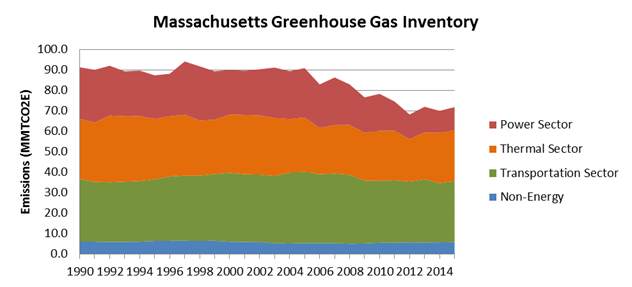 Massachusetts Greenhouse Gas Inventory
Emissions (MMTCO2E)
100.0
90.0
80.0
70.0
60.0
50.0
40.0
30.0
20.0
10.0
0.0
1990 1992 1994 1996 1998 2000 2002 2004 2006 2008 2010 2012 2014
Power Sector
Thermal Sector
Transportation Sector
Non-Energy